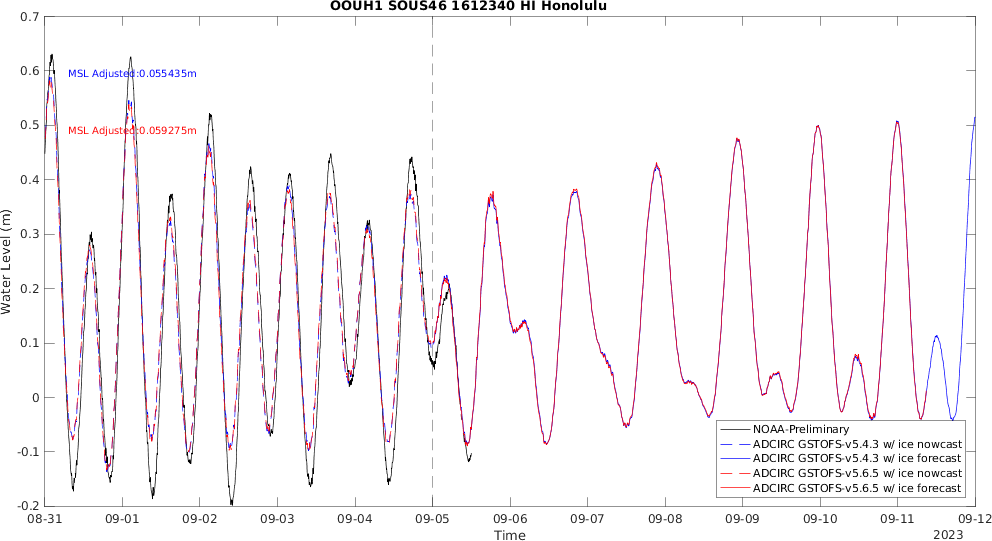 OOUH1 SOUS46 1612340 HI Honolulu
0.7
0.6
0.5
0.4
0.3
0.2
0.1
0
-0.1
-0.2
Water Level (m)
MSL Adjusted:0.055435m
MSL Adjusted:0.059275m
NOAA-Preliminary
ADCIRC GSTOFS-v5.4.3 w/ ice nowcast
ADCIRC GSTOFS-v5.4.3 w/ ice forecast
ADCIRC GSTOFS-v5.6.5 w/ ice nowcast
ADCIRC GSTOFS-v5.6.5 w/ ice forecast
08-31 09-01 09-02 09-03 09-04 09-05 09-06 09-07 09-08 09-09 09-10 09-11 09-12
Time
2023